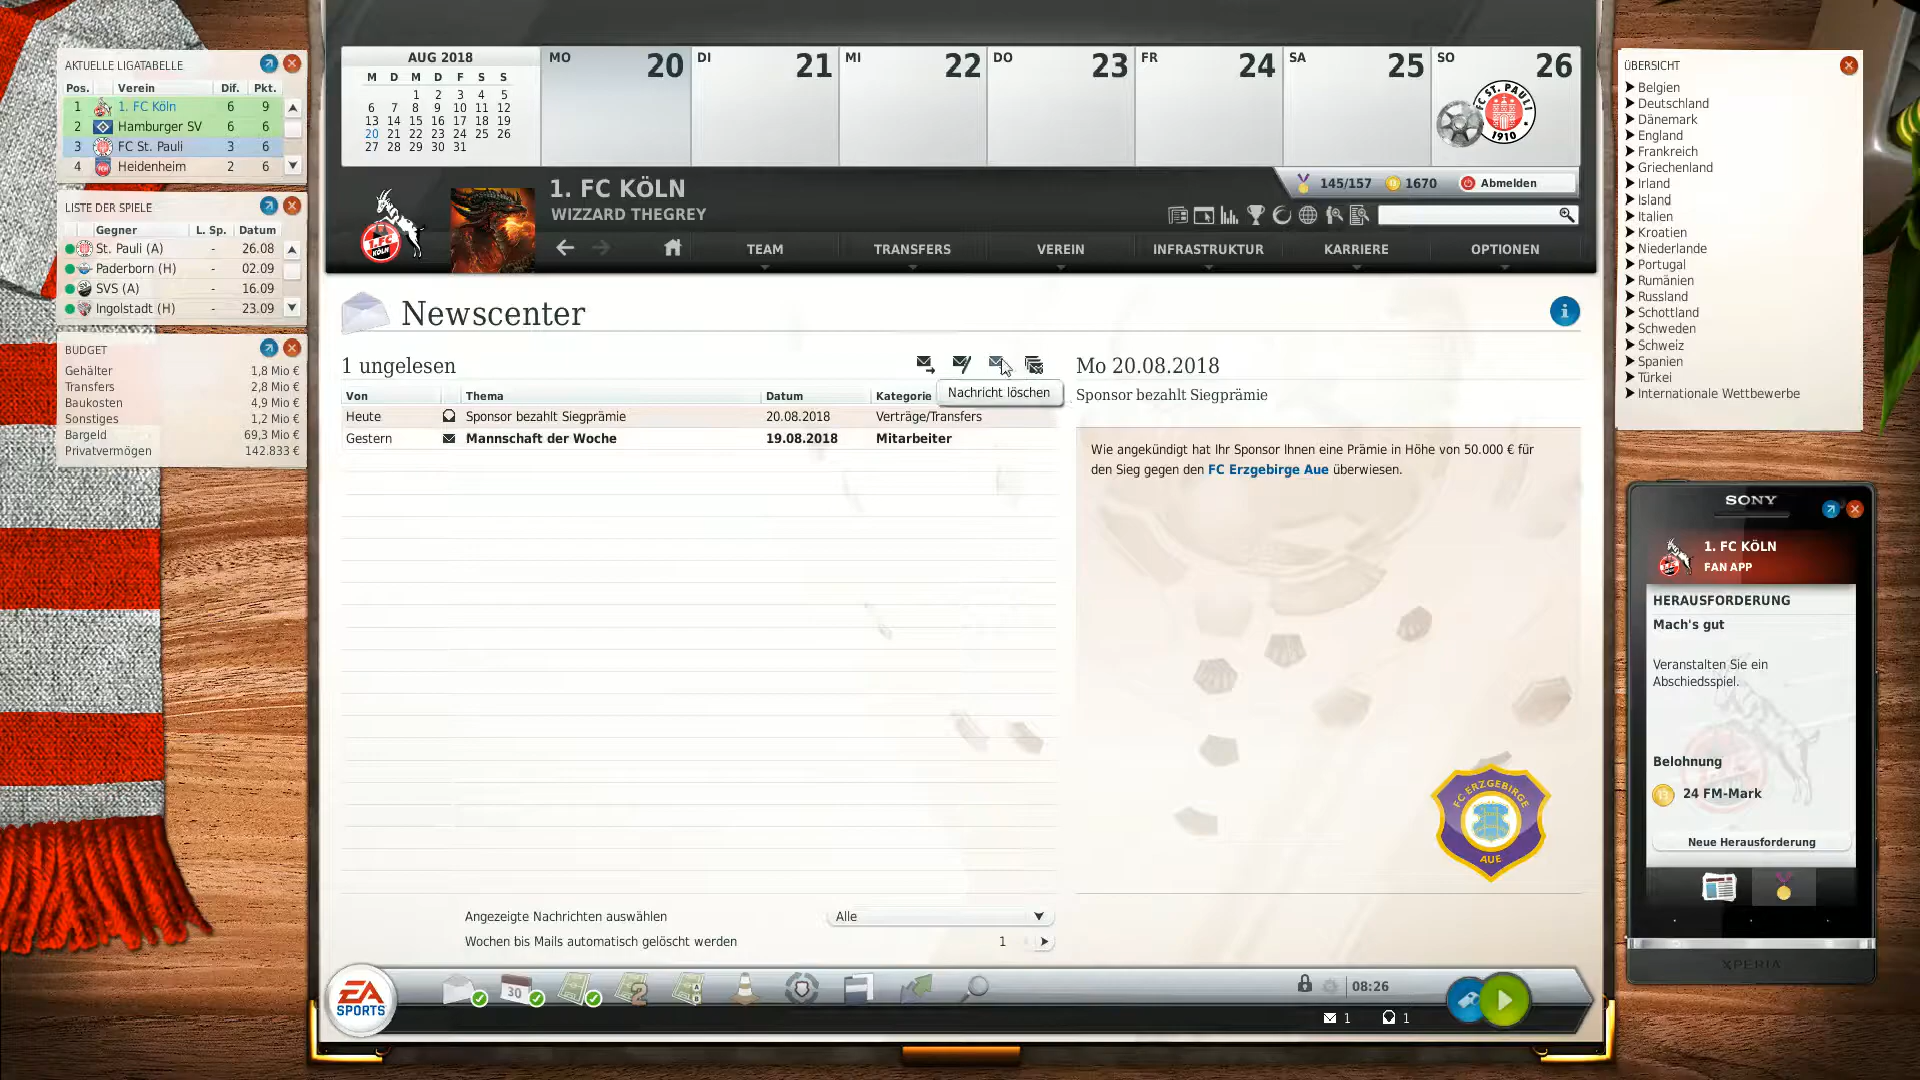 AKTUELLE LIGATABELLE
Pos. Verein Dif. Pkt.
1 1. FC Köln 6 9
2 Hamburger SV 6 6
3 FC St. Pauli 3 6
4 Heidenheim 2 6
LISTE DER SPIELE
Gegner L. Sp. Datum
St. Pauli (A) - 26.08
Paderborn (H) - 02.09
SVS (A) - 16.09
Ingolstadt (H) - 23.09
BUDGET
Gehälter 1,8 Mio €
Transfers 2,8 Mio €
Baukosten 4,9 Mio €
Sonstiges 1,2 Mio €
Bargeld 69,3 Mio €
Privatvermögen 142.833 €
AUG 2018
M D M D F S S
1 2 3 4 5
6 7 8 9 10 11 12
13 14 15 16 17 18 19
20 21 22 23 24 25 26
27 28 29 30 31
MO 20 DI 21 MI 22 DO 23 FR 24 SA 25 SO 26
FC ST. PAULI
1910
1. FC KÖLN
WIZZARD THEGREY
1.FC
KÖLN
145/157 1670 Abmelden
TEAM TRANSFERS VEREIN INFRASTRUKTUR KARRIERE OPTIONEN
Newscenter
1 ungelesen
Nachricht löschen
Von Thema Datum Kategorie
Heute Sponsor bezahlt Siegprämie 20.08.2018 Verträge/Transfers
Gestern Mannschaft der Woche 19.08.2018 Mitarbeiter
Mo 20.08.2018
Sponsor bezahlt Siegprämie
Wie angekündigt hat Ihr Sponsor Ihnen eine Prämie in Höhe von 50.000 € für
den Sieg gegen den FC Erzgebirge Aue überwiesen.
FC ERZGEBIRGE
AUE
Angezeigte Nachrichten auswählen Alle
Wochen bis Mails automatisch gelöscht werden 1
EA
SPORTS
30
2
A
B
08:26
1 1
ÜBERSICHT
Belgien
Deutschland
Dänemark
England
Frankreich
Griechenland
Irland
Island
Italien
Kroatien
Niederlande
Portugal
Rumänien
Russland
Schottland
Schweden
Schweiz
Spanien
Türkei
Internationale Wettbewerbe
SONY
1. FC KÖLN
FAN APP
HERAUSFORDERUNG
Mach's gut
Veranstalten Sie ein
Abschiedsspiel.
Belohnung
24 FM-Mark
Neue Herausforderung
XPERIA